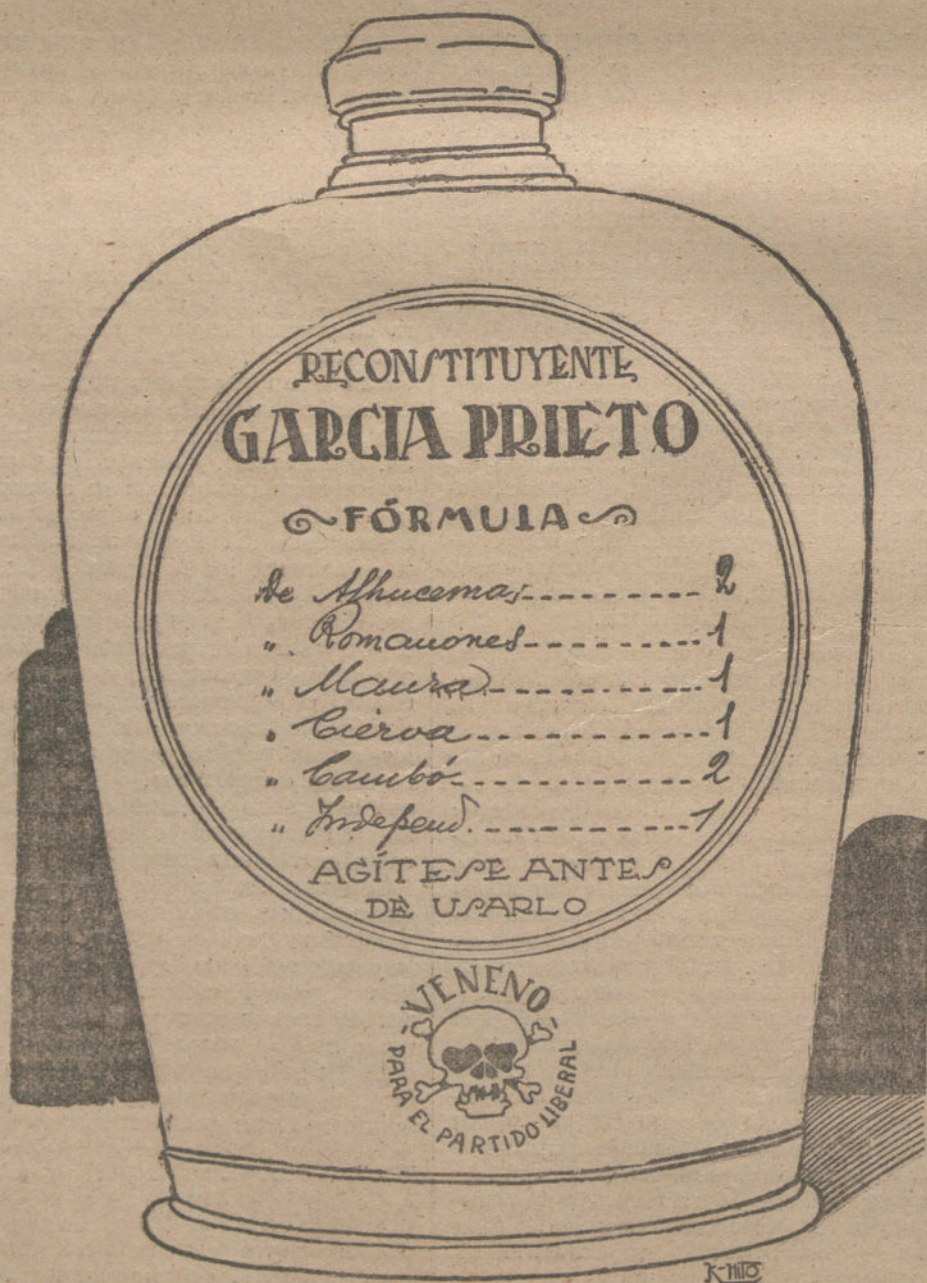 RECONSTITUYENTE
GARCIA PRIETO
FÓRMULA
De Alhucemas--------- 2
" Romanones--------- 1
" Maura--------- 1
" Cierva--------- 1
" Cambó--------- 2
" Independ.--------- 1
AGÍTESE ANTES
DE USARLO
VENENO
PARA EL PARTIDO LIBERAL
K-HITO